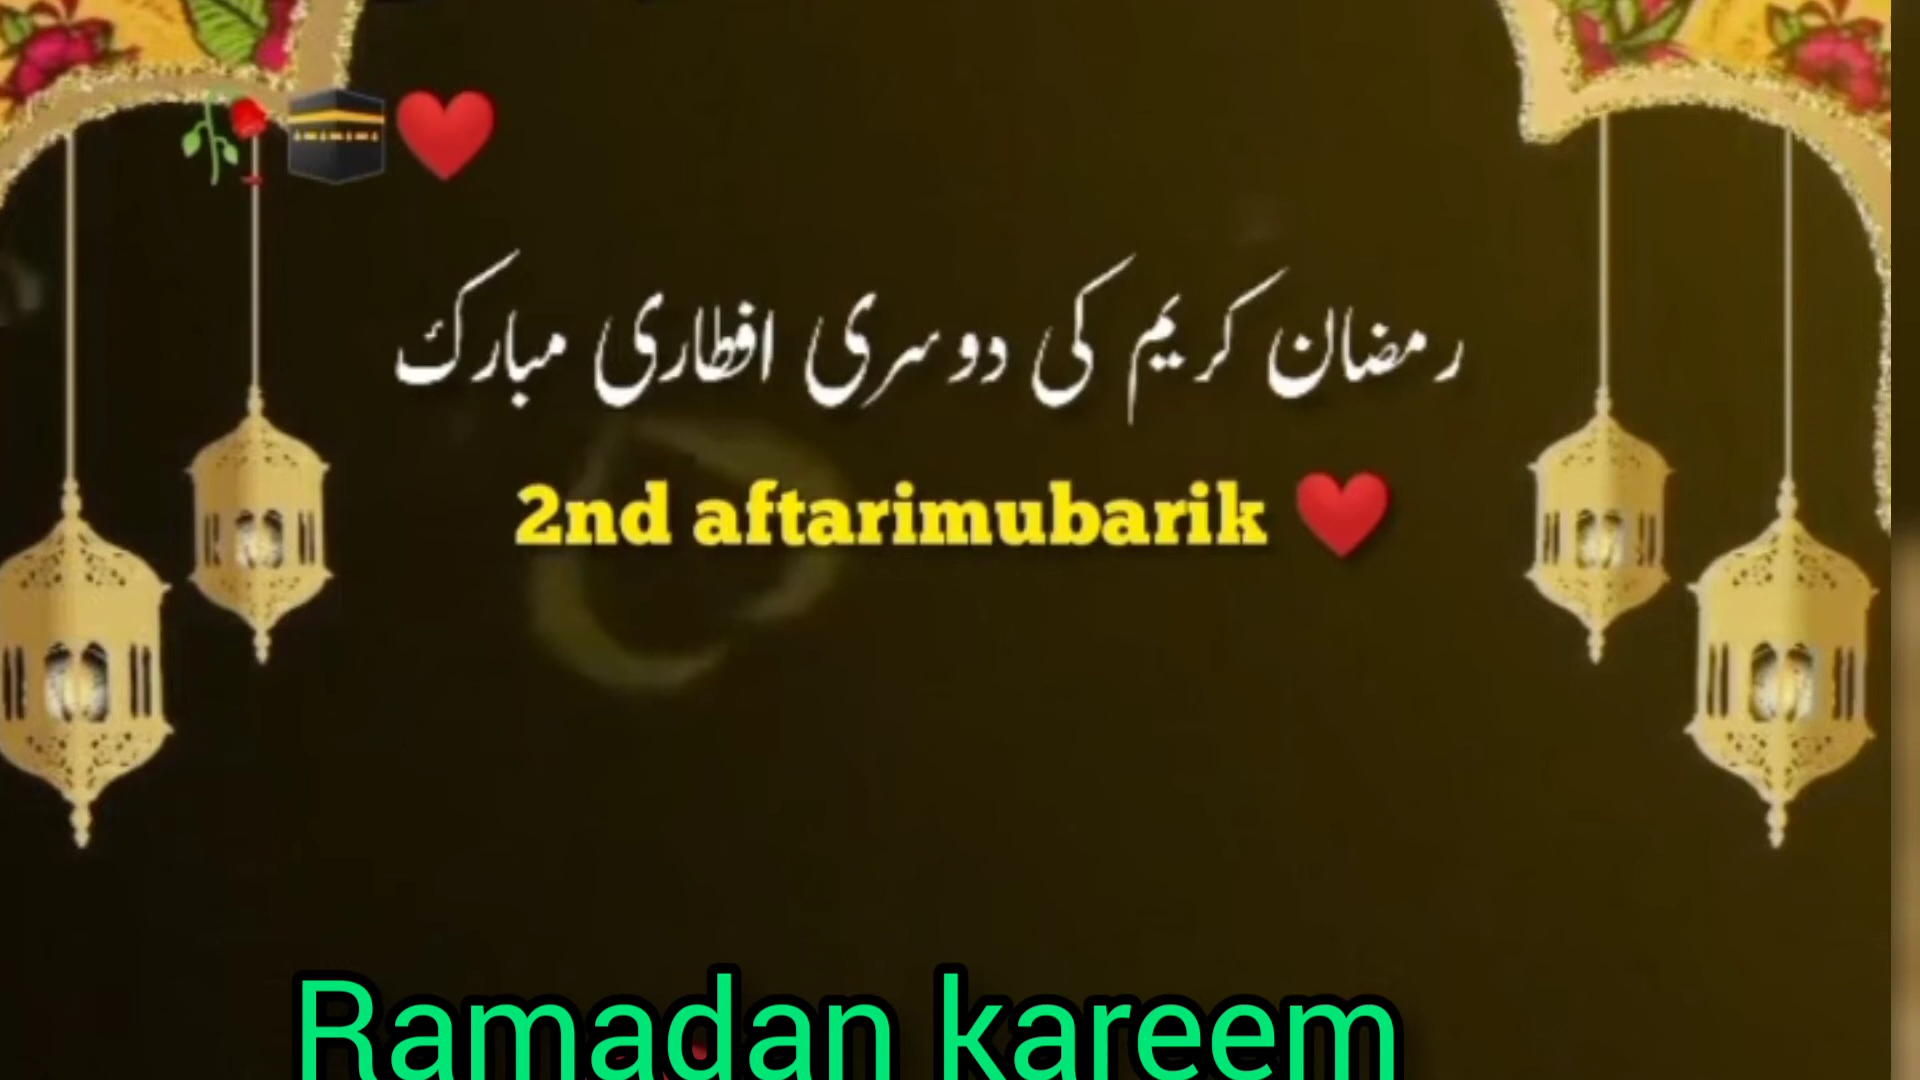 رمضان کریم کی دوسری افطاری مبارک
2nd aftarimubarik
Ramadan kareem